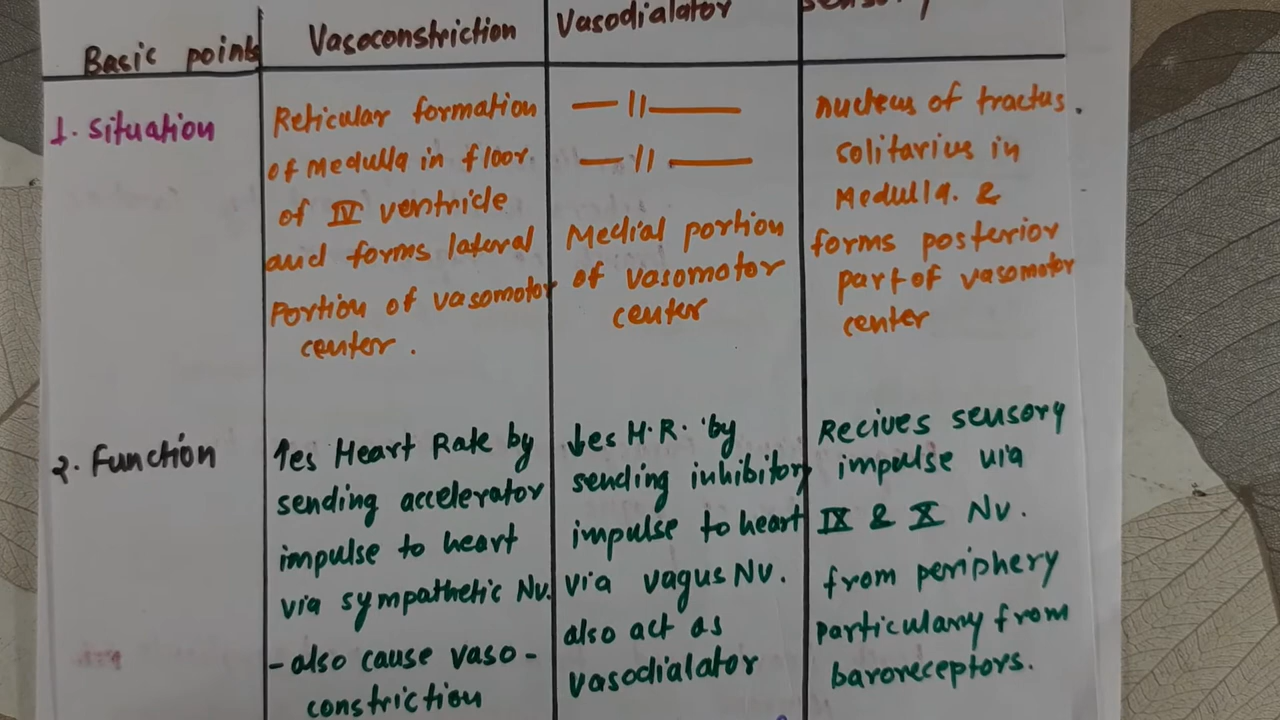 Basic points
Vasoconstriction
Vasodialator
sensory
1. situation
Reticular formation
of Medulla in floor.
of IV ventricle
and forms lateral
Portion of vasomotor
center.
— 11 —
— 11 —
Medial portion
of vasomotor
center
nucleus of tractus.
solitarius in
Medulla. &
forms posterior
part of vasomotor
center
2. Function
↑es Heart Rate by
sending accelerator
impulse to heart
via sympathetic Nv.
- also cause vaso -
constriction
↓es H.R. by
sending inhibitory
impulse to heart
via vagus Nv.
also act as
vasodialator
Recives sensory
impulse via
IX & X Nv.
from periphery
particularry from
baroreceptors.